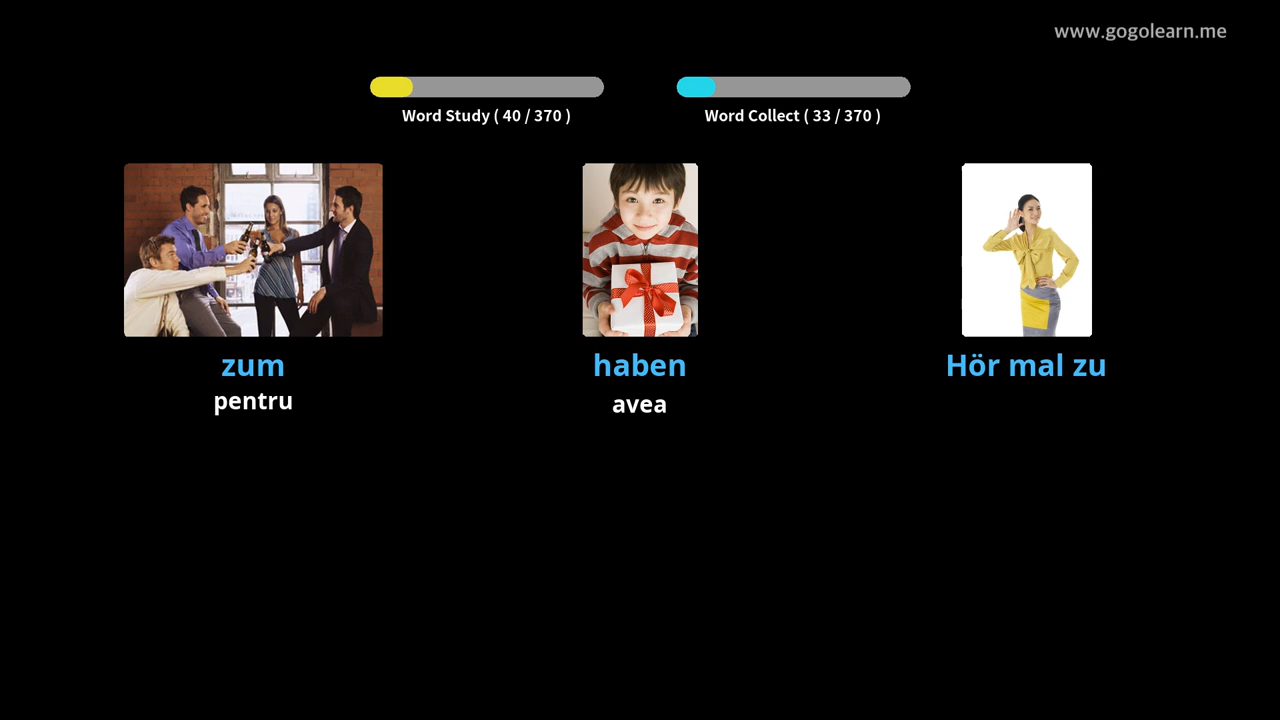 www.gogolearn.me
Word Study ( 40 / 370 )
Word Collect ( 33 / 370 )
zum
pentru
haben
avea
Hör mal zu